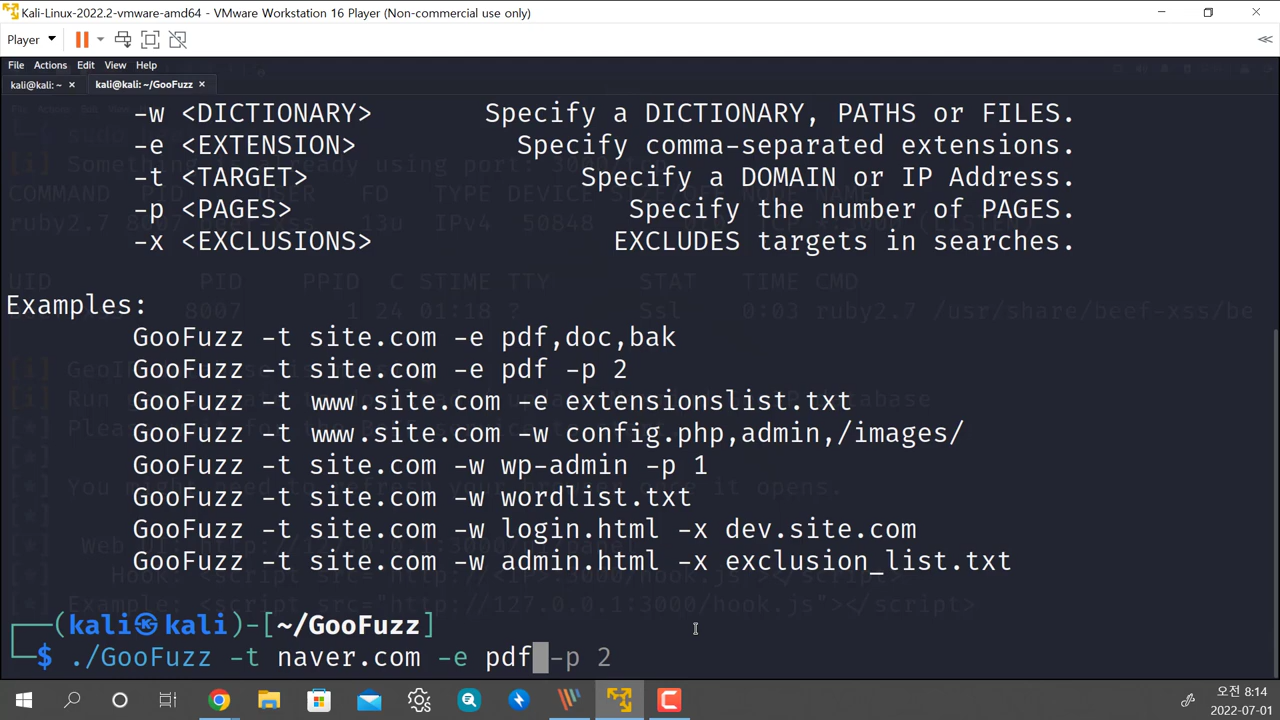 Kali-Linux-2022.2-vmware-amd64 - VMware Workstation 16 Player (Non-commercial use only)
Player
File Actions Edit View Help
kali@kali: ~ kali@kali: ~/GooFuzz
-w <DICTIONARY> Specify a DICTIONARY, PATHS or FILES.
-e <EXTENSION> Specify comma-separated extensions.
-t <TARGET> Specify a DOMAIN or IP Address.
-p <PAGES> Specify the number of PAGES.
-x <EXCLUSIONS> EXCLUDES targets in searches.
Examples:
GooFuzz -t site.com -e pdf,doc,bak
GooFuzz -t site.com -e pdf -p 2
GooFuzz -t www.site.com -e extensionslist.txt
GooFuzz -t www.site.com -w config.php,admin,/images/
GooFuzz -t site.com -w wp-admin -p 1
GooFuzz -t site.com -w wordlist.txt
GooFuzz -t site.com -w login.html -x dev.site.com
GooFuzz -t site.com -w admin.html -x exclusion_list.txt
(kali㉿kali)-[~/GooFuzz]
$ ./GooFuzz -t naver.com -e pdf -p 2
오전 8:14
2022-07-01